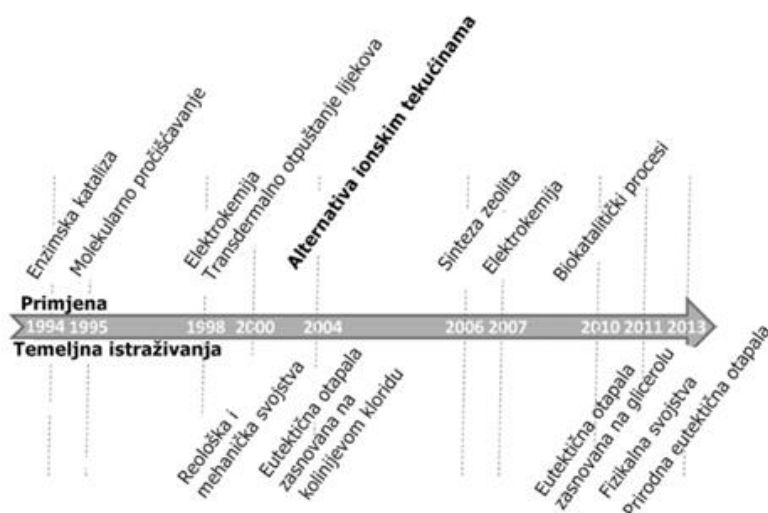 Enzimska kataliza
Molekularno pročišćavanje
Elektrokemija
Transdermalno otpuštanje lijekova
Alternativa ionskim tekućinama
Sinteza zeolita
Elektrokemija
Biokatalitički procesi
Primjena
1994 1995 1998 2000 2004 2006 2007 2010 2011 2013
Temeljna istraživanja
Reološka i
mehanička svojstva
Eutektična otapala
zasnovana na
kolinijevom kloridu
Eutektična otapala
zasnovana na glicerolu
Fizikalna svojstva
Prirodna eutektična otapala